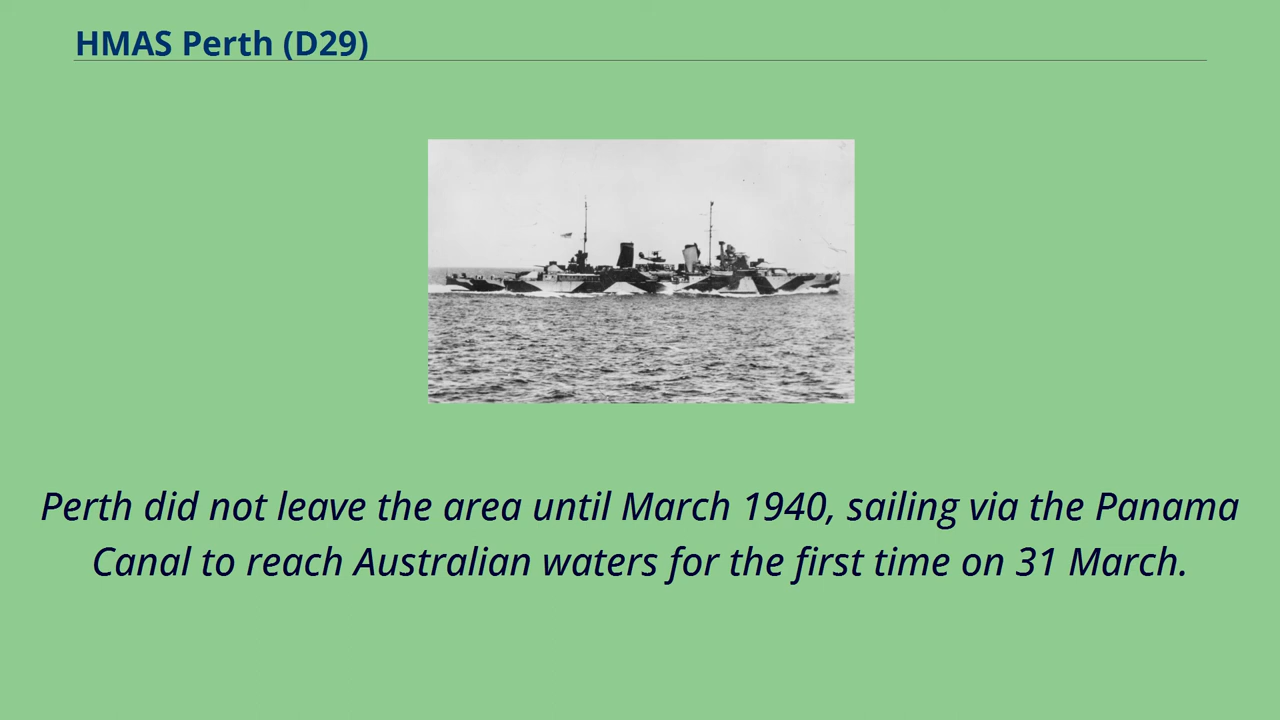 HMAS Perth (D29)
Perth did not leave the area until March 1940, sailing via the Panama
Canal to reach Australian waters for the first time on 31 March.